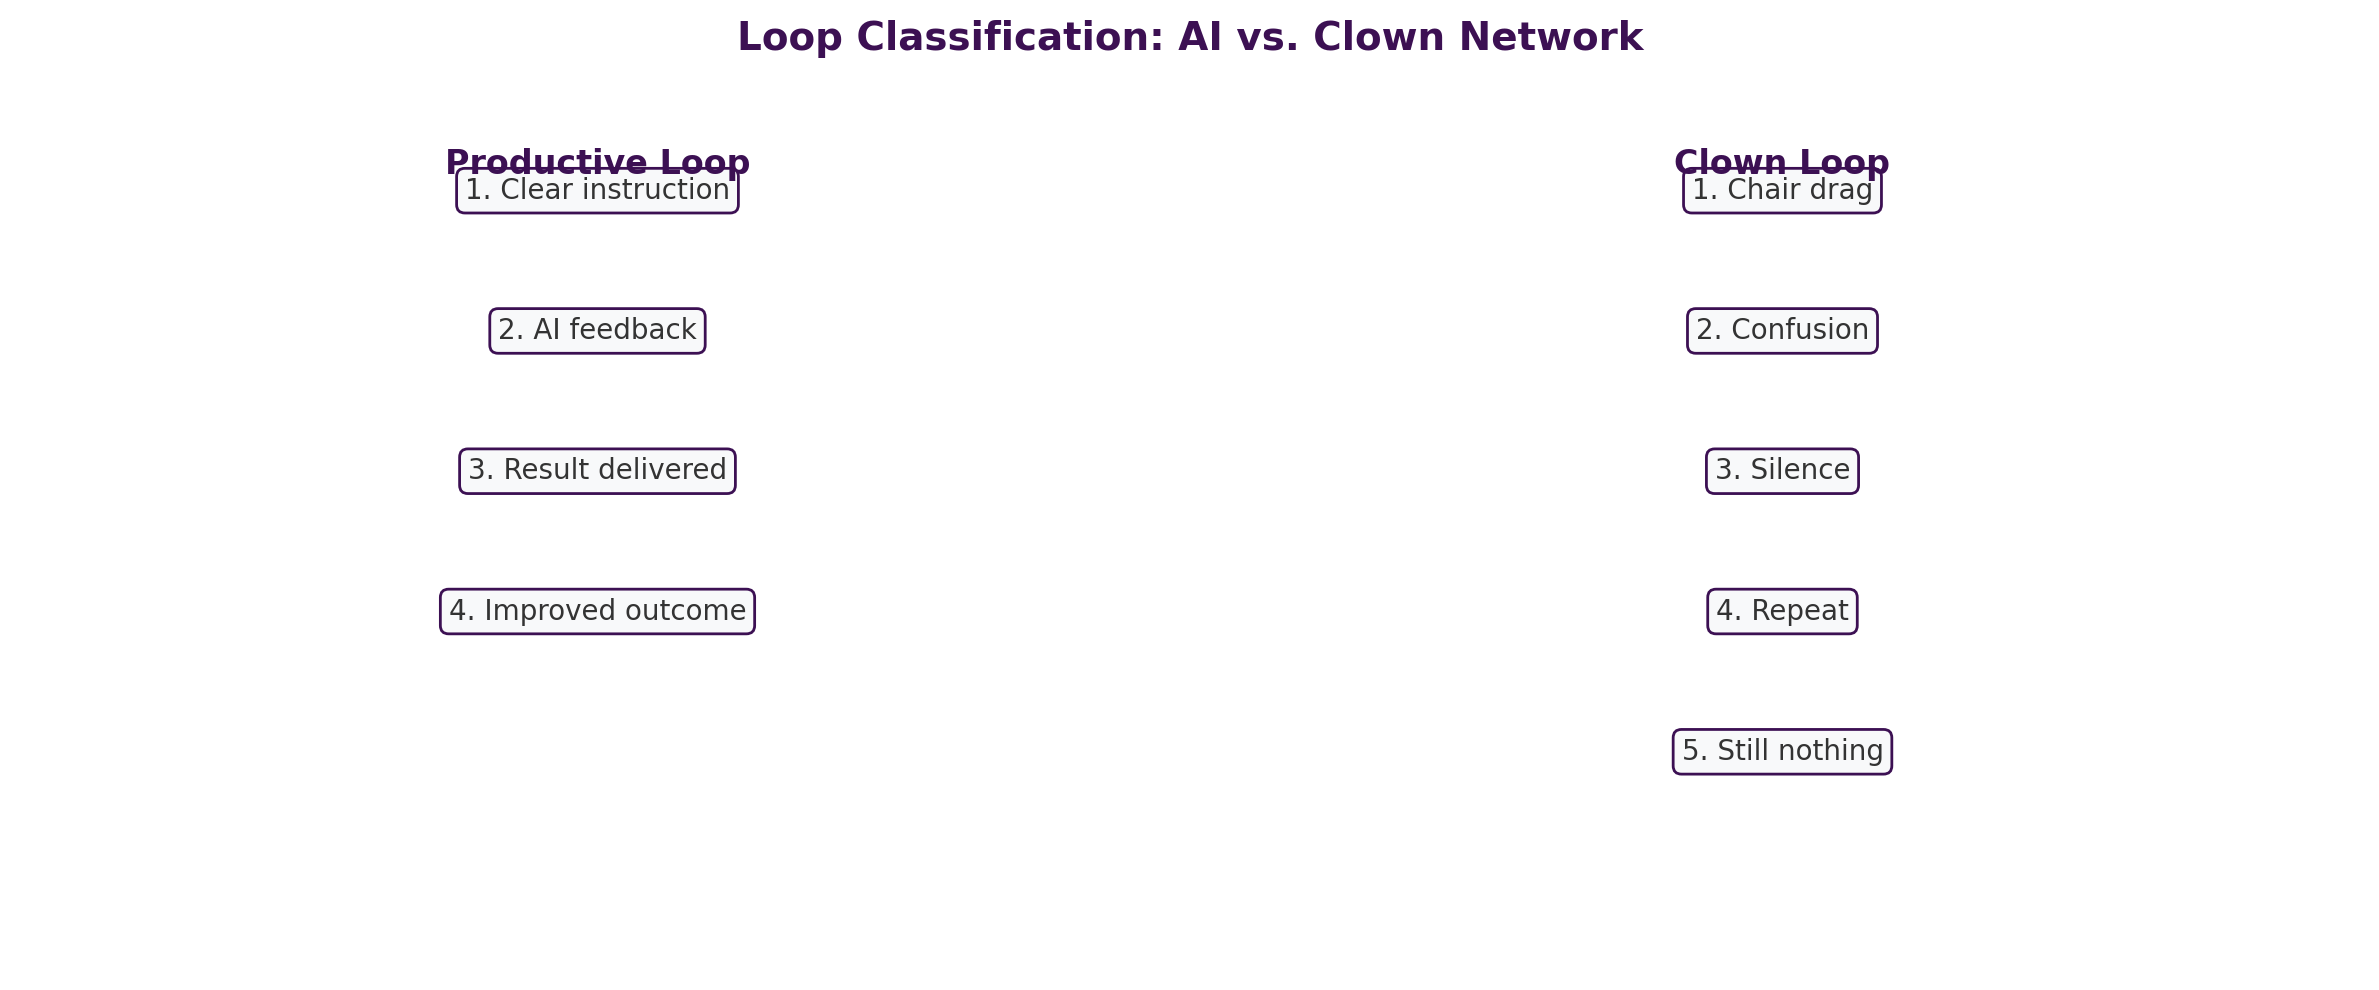 Loop Classification: AI vs. Clown Network
Productive Loop
1. Clear instruction
2. AI feedback
3. Result delivered
4. Improved outcome
Clown Loop
1. Chair drag
2. Confusion
3. Silence
4. Repeat
5. Still nothing